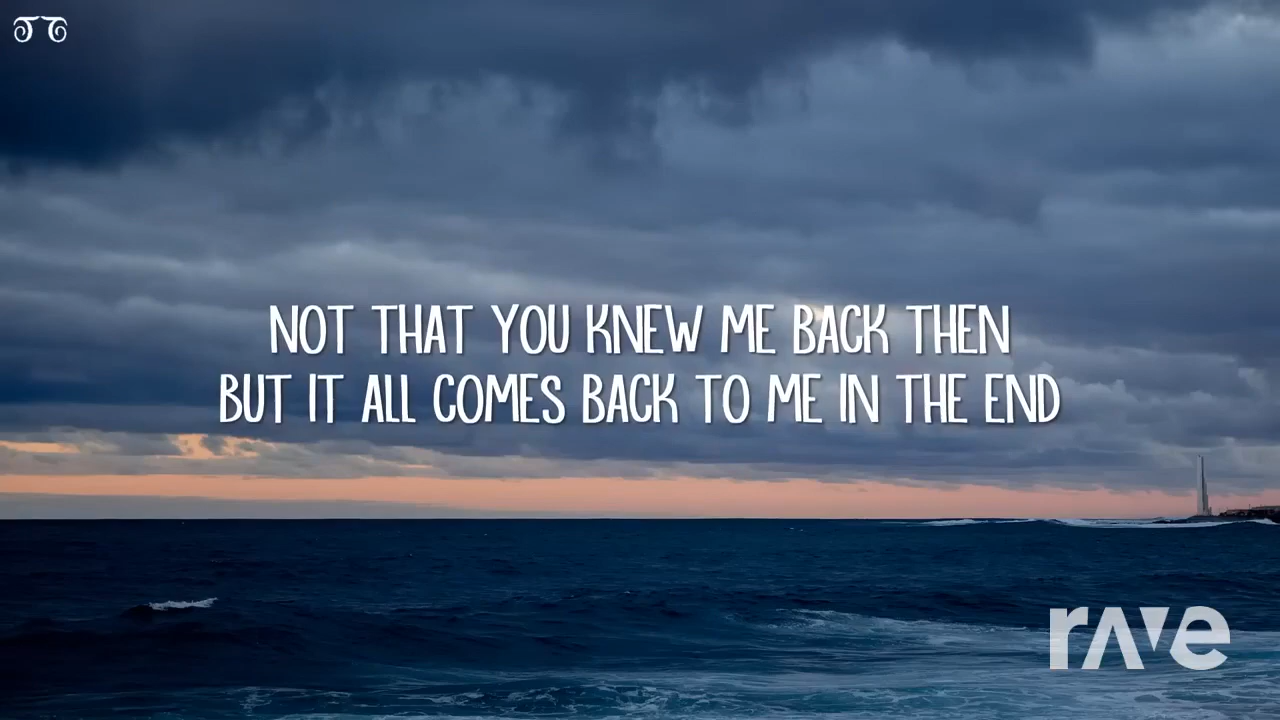 NOT THAT YOU KNEW ME BACK THEN
BUT IT ALL COMES BACK TO ME IN THE END
rave